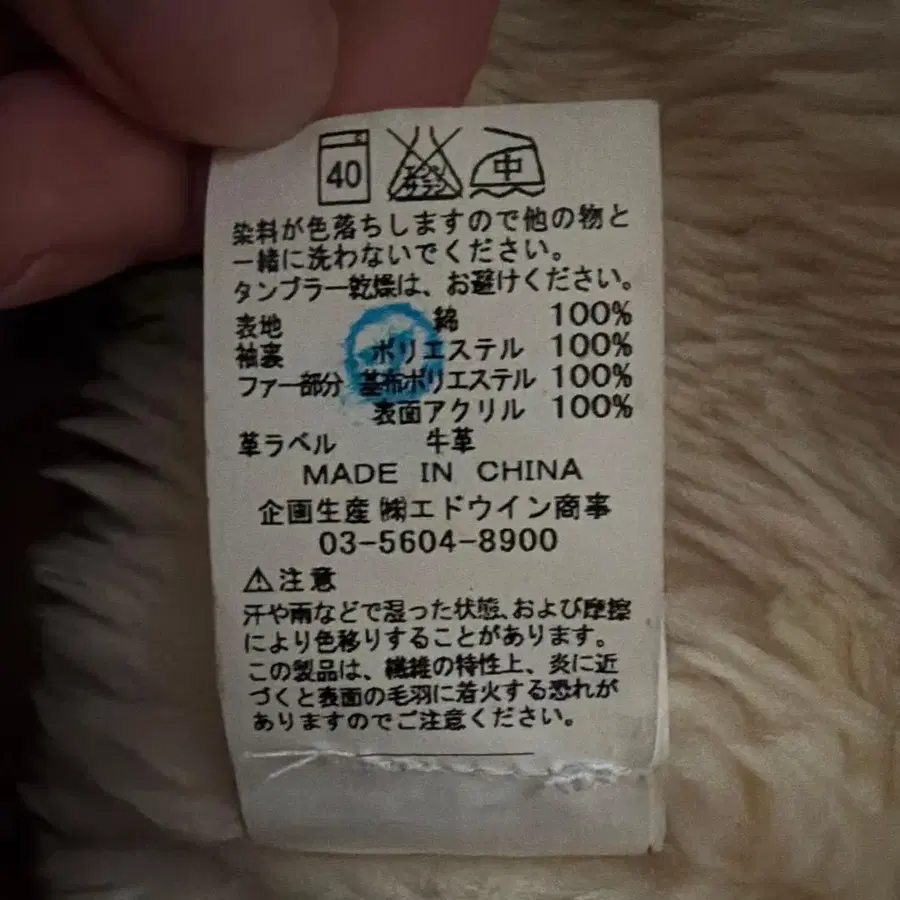 40 エンソサラシ 中
染料が色落ちしますので他の物と
一緒に洗わないでください。
タンブラー乾燥は、お避けください。
表地 綿 100%
袖裏 ポリエステル 100%
ファー部分 基布ポリエステル 100%
表面アクリル 100%
革ラベル 牛革
MADE IN CHINA
企画生産 ㈱エドウイン商事
03-5604-8900
⚠注意
汗や雨などで湿った状態、および摩擦
により色移りすることがあります。
この製品は、繊維の特性上、炎に近
づくと表面の毛羽に着火する恐れが
ありますのでご注意ください。